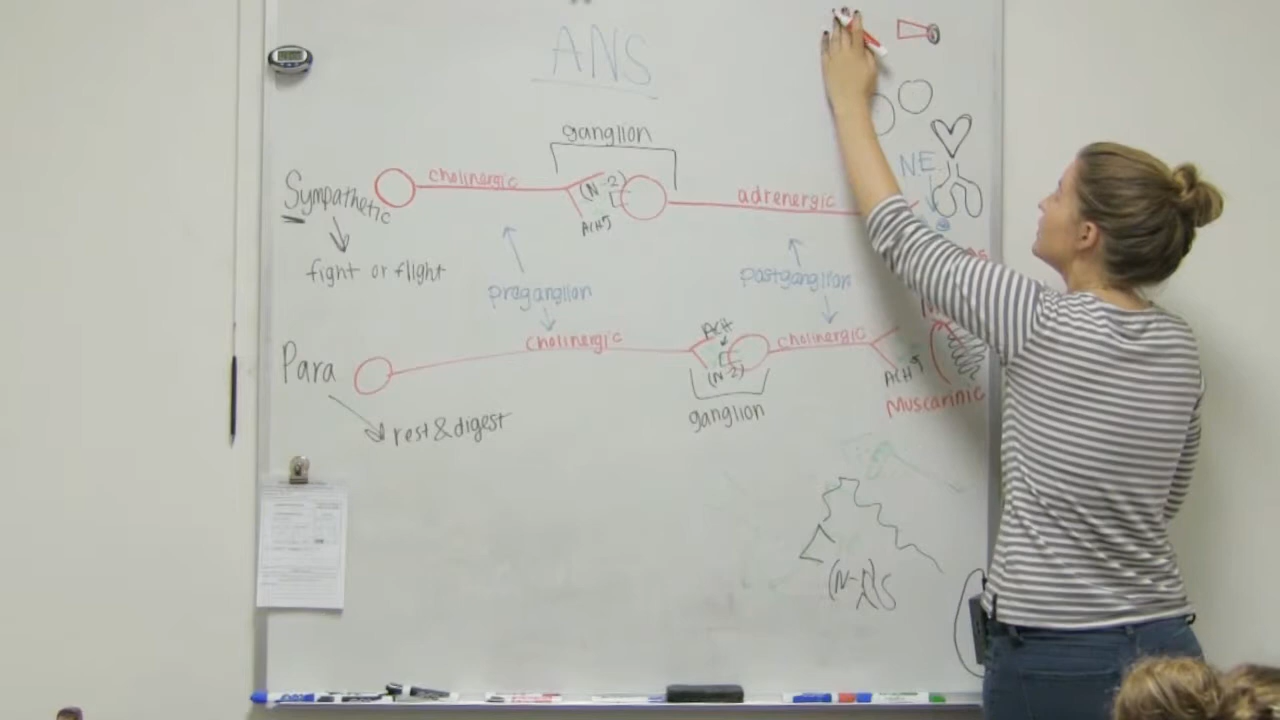 ANS
ganglion
Sympathetic
cholinergic
(N-2)
ACH
adrenergic
NE
fight or flight
preganglion
postganglion
Para
cholinergic
ACH
(N-2)
cholinergic
ACH
Muscarinic
ganglion
rest & digest